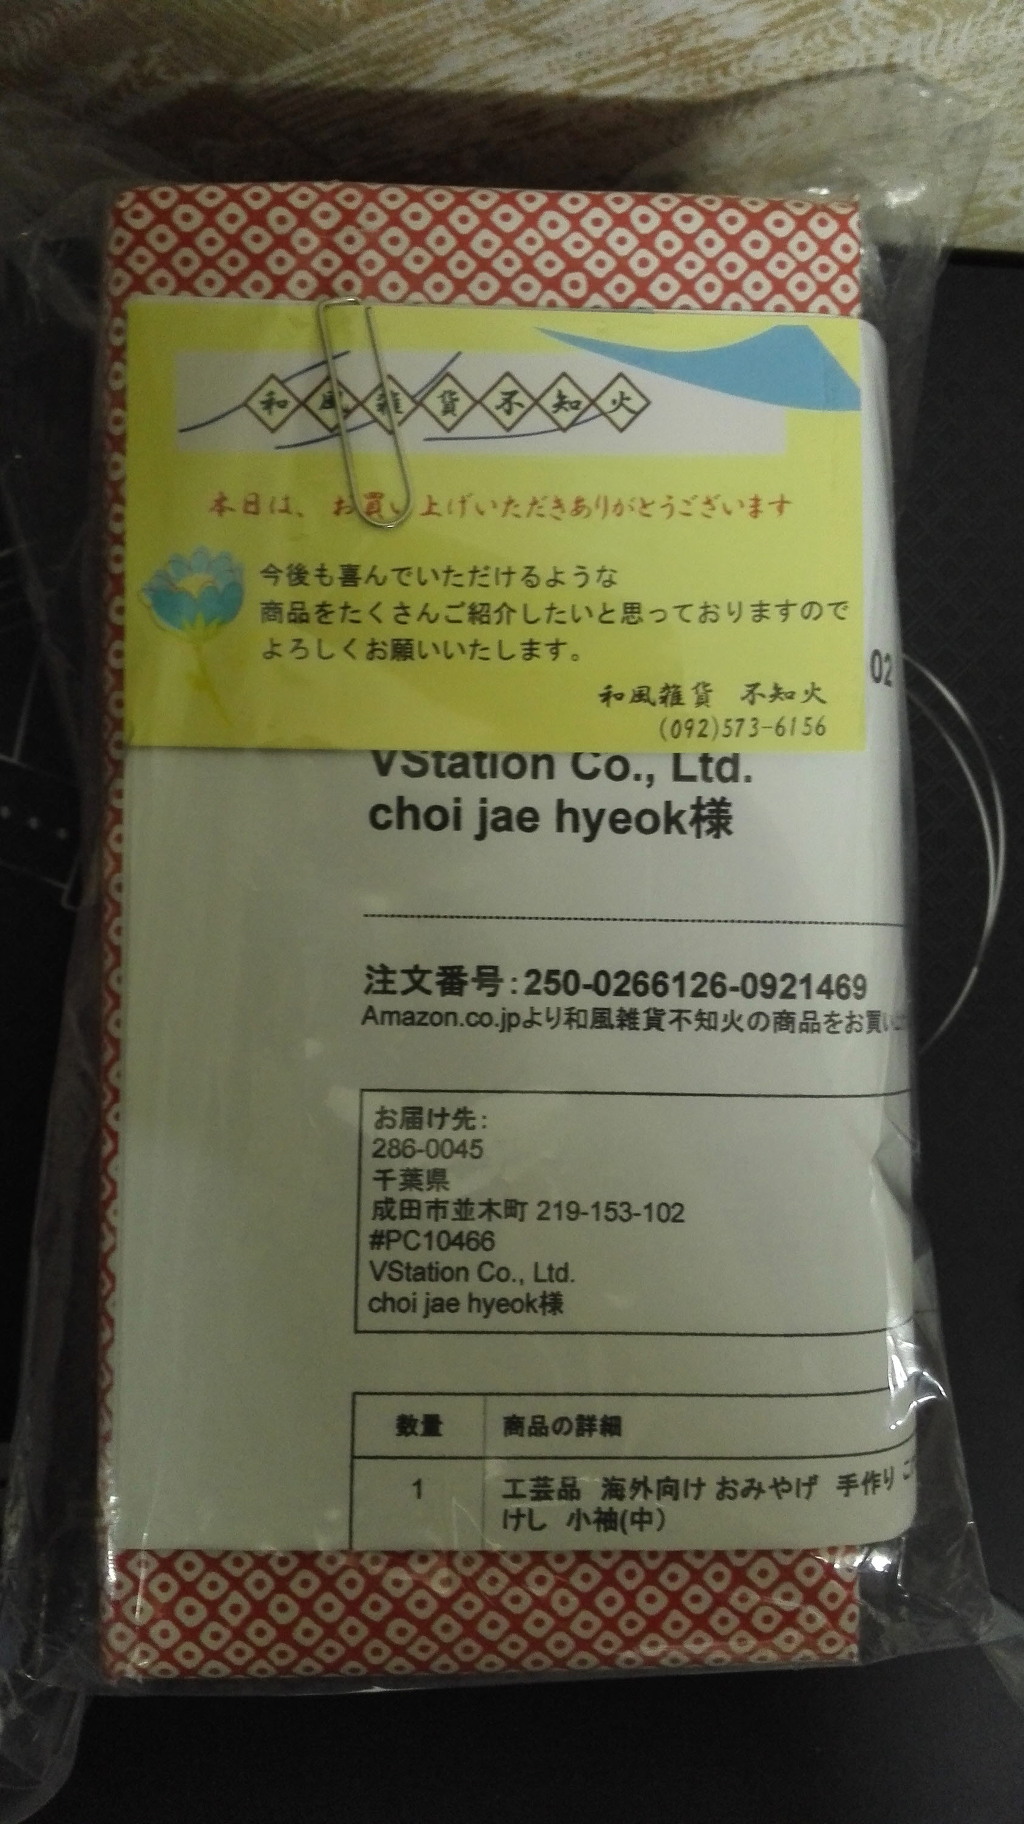 和風雑貨不知火
本日は、お買い上げいただきありがとうございます
今後も喜んでいただけるような
商品をたくさんご紹介したいと思っておりますので
よろしくお願いいたします。
和風雑貨 不知火
(092)573-6156
02
VStation Co., Ltd.
choi jae hyeok様
注文番号:250-0266126-0921469
Amazon.co.jpより和風雑貨不知火の商品をお買い
お届け先:
286-0045
千葉県
成田市並木町 219-153-102
#PC10466
VStation Co., Ltd.
choi jae hyeok様
数量 商品の詳細
1 工芸品 海外向け おみやげ 手作り こ
けし 小袖(中)